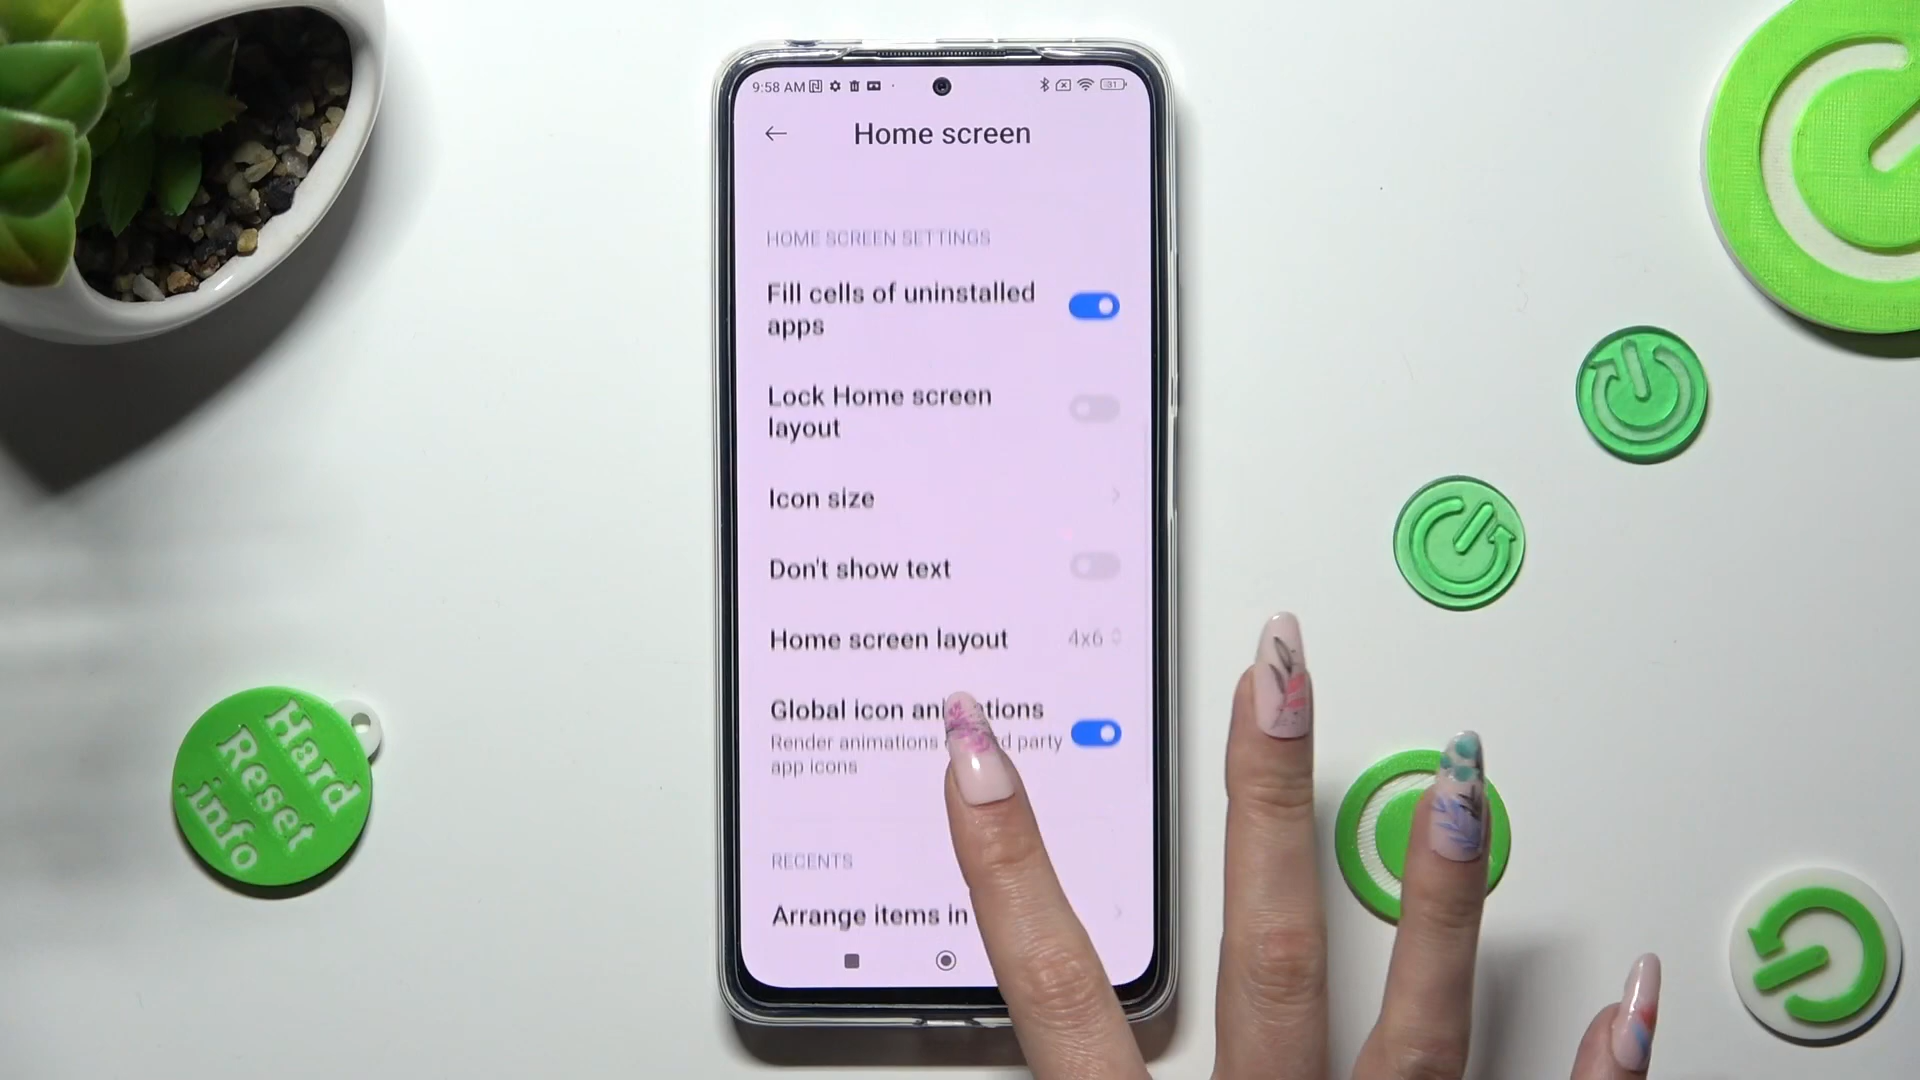 9:58 AM
31
Home screen
HOME SCREEN SETTINGS
Fill cells of uninstalled
apps
Lock Home screen
layout
Icon size
Don't show text
Home screen layout 4x6
Global icon animations
Render animations party
app icons
RECENTS
Arrange items in
Hard
Reset
.info